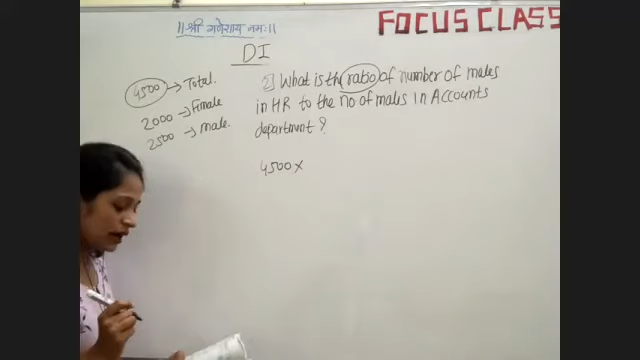 ॥ श्री गणेशाय नमः ॥
FOCUS CLASS
DI
4500 → Total.
2000 → Female
2500 → Male.
2) What is the ratio of number of males
in HR to the no of males in Accounts
department?
4500×